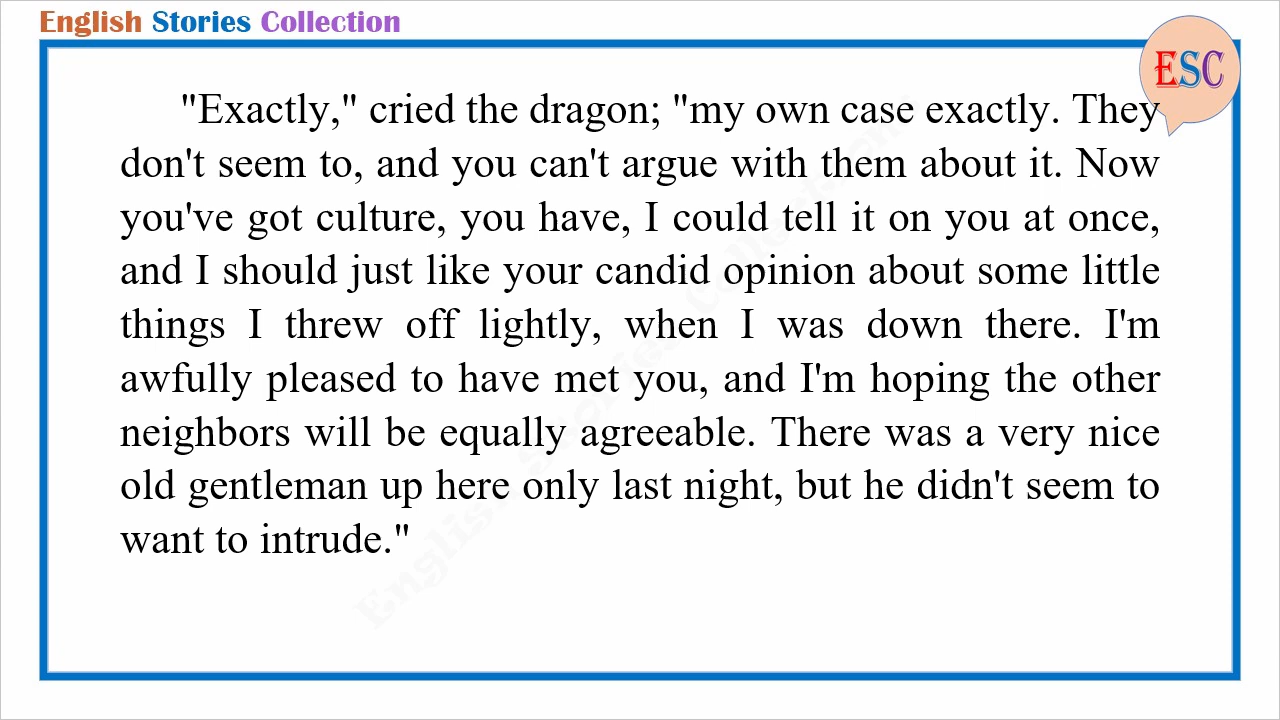 English Stories Collection
ESC
"Exactly," cried the dragon; "my own case exactly. They
don't seem to, and you can't argue with them about it. Now
you've got culture, you have, I could tell it on you at once,
and I should just like your candid opinion about some little
things I threw off lightly, when I was down there. I'm
awfully pleased to have met you, and I'm hoping the other
neighbors will be equally agreeable. There was a very nice
old gentleman up here only last night, but he didn't seem to
want to intrude."
English Stories Collections